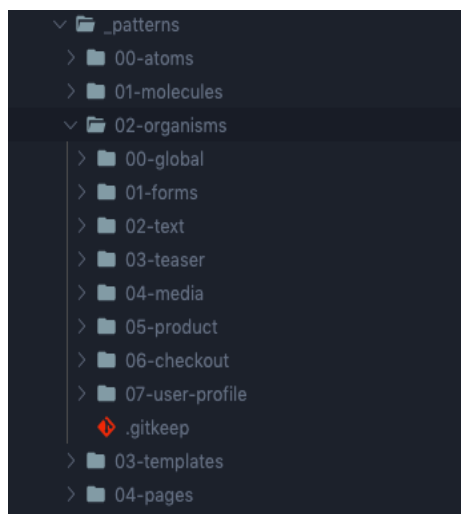 _patterns
00-atoms
01-molecules
02-organisms
00-global
01-forms
02-text
03-teaser
04-media
05-product
06-checkout
07-user-profile
.gitkeep
03-templates
04-pages